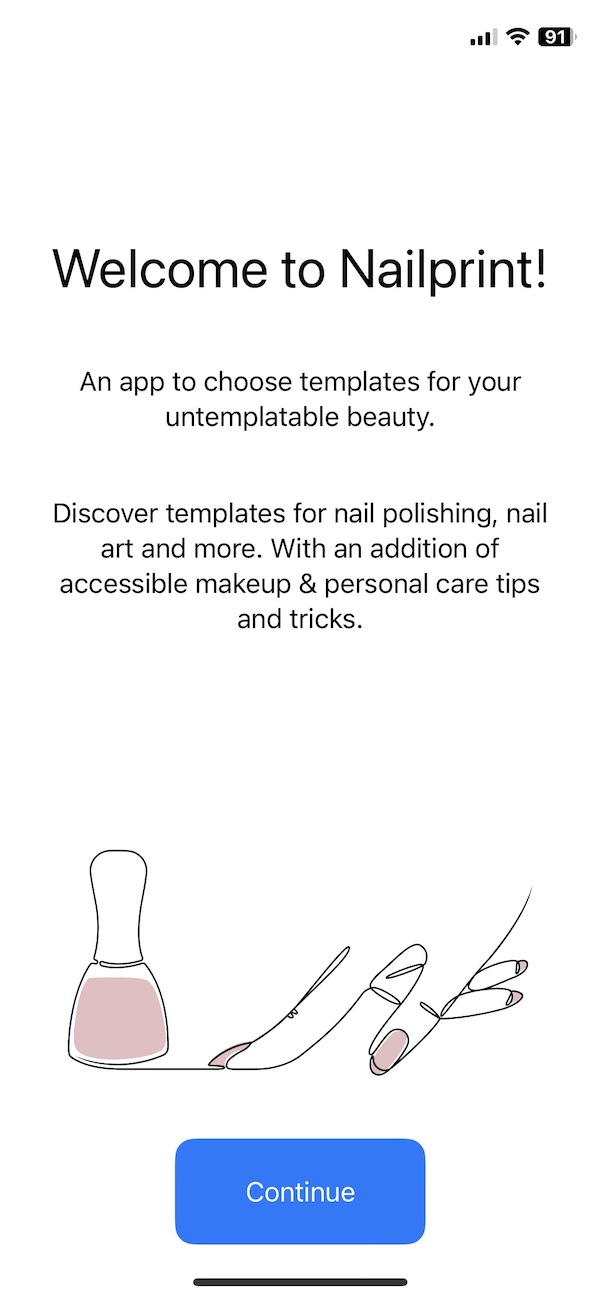 91
Welcome to Nailprint!
An app to choose templates for your
untemplatable beauty.
Discover templates for nail polishing, nail
art and more. With an addition of
accessible makeup & personal care tips
and tricks.
Continue